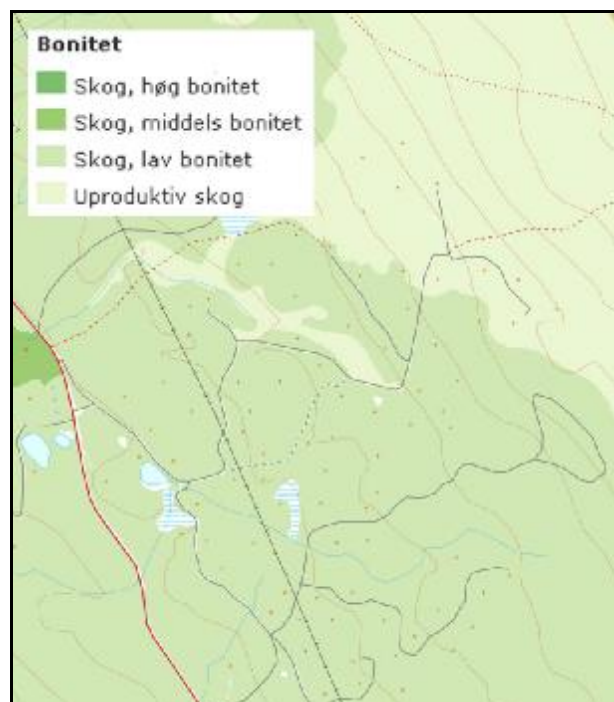 Bonitet
Skog, høg bonitet
Skog, middels bonitet
Skog, lav bonitet
Uproduktiv skog